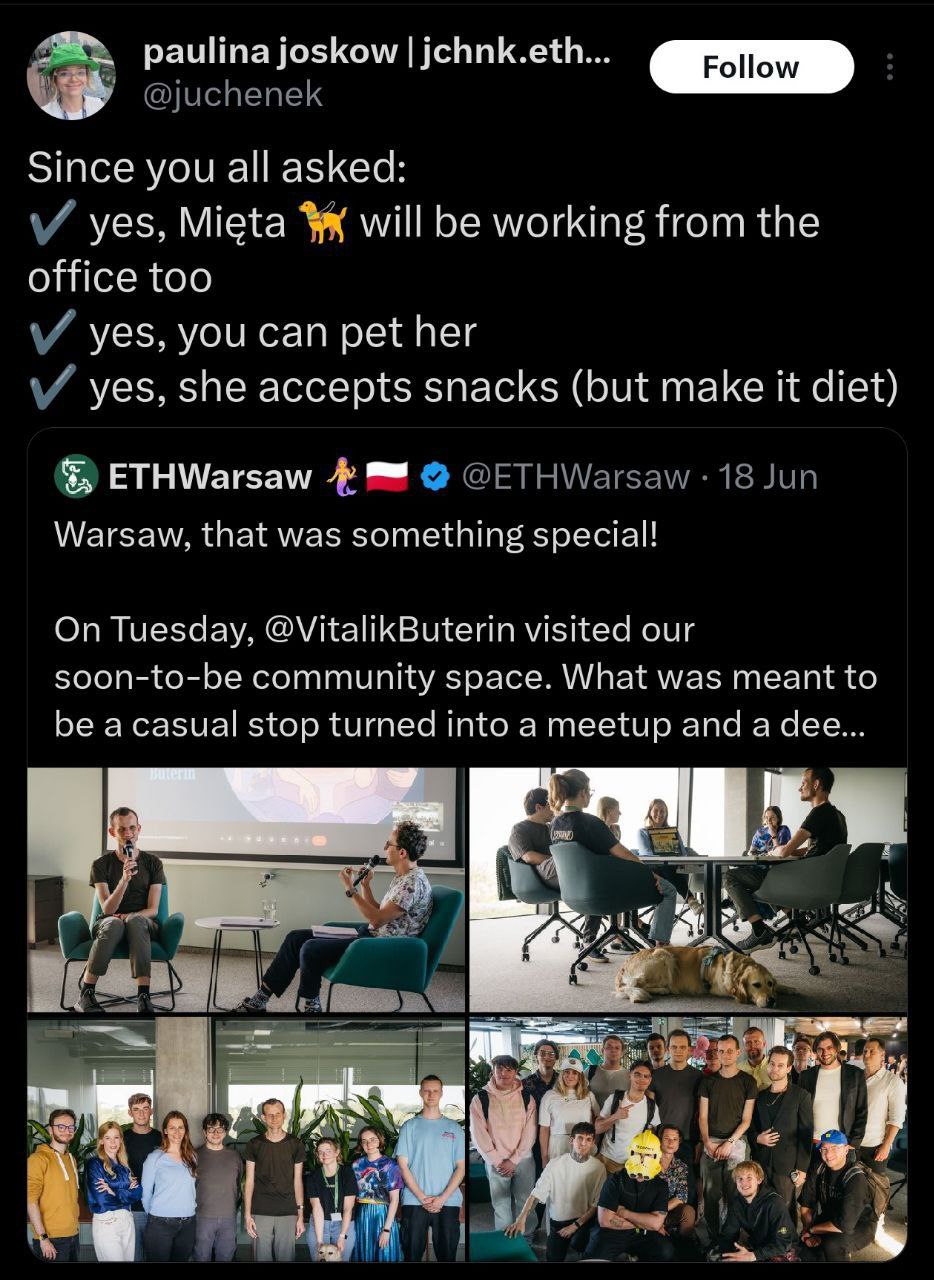 paulina joskow | jchnk.eth...
@juchenek
Follow
Since you all asked:
✔️ yes, Mięta 🦮 will be working from the
office too
✔️ yes, you can pet her
✔️ yes, she accepts snacks (but make it diet)
ETHWarsaw 🧜‍♀️🇵🇱 @ETHWarsaw · 18 Jun
Warsaw, that was something special!
On Tuesday, @VitalikButerin visited our
soon-to-be community space. What was meant to
be a casual stop turned into a meetup and a dee...
Buterin